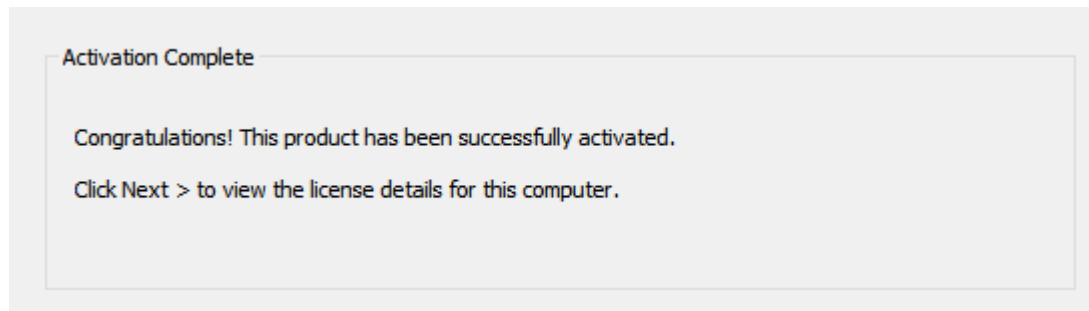 Activation Complete
Congratulations! This product has been successfully activated.
Click Next > to view the license details for this computer.